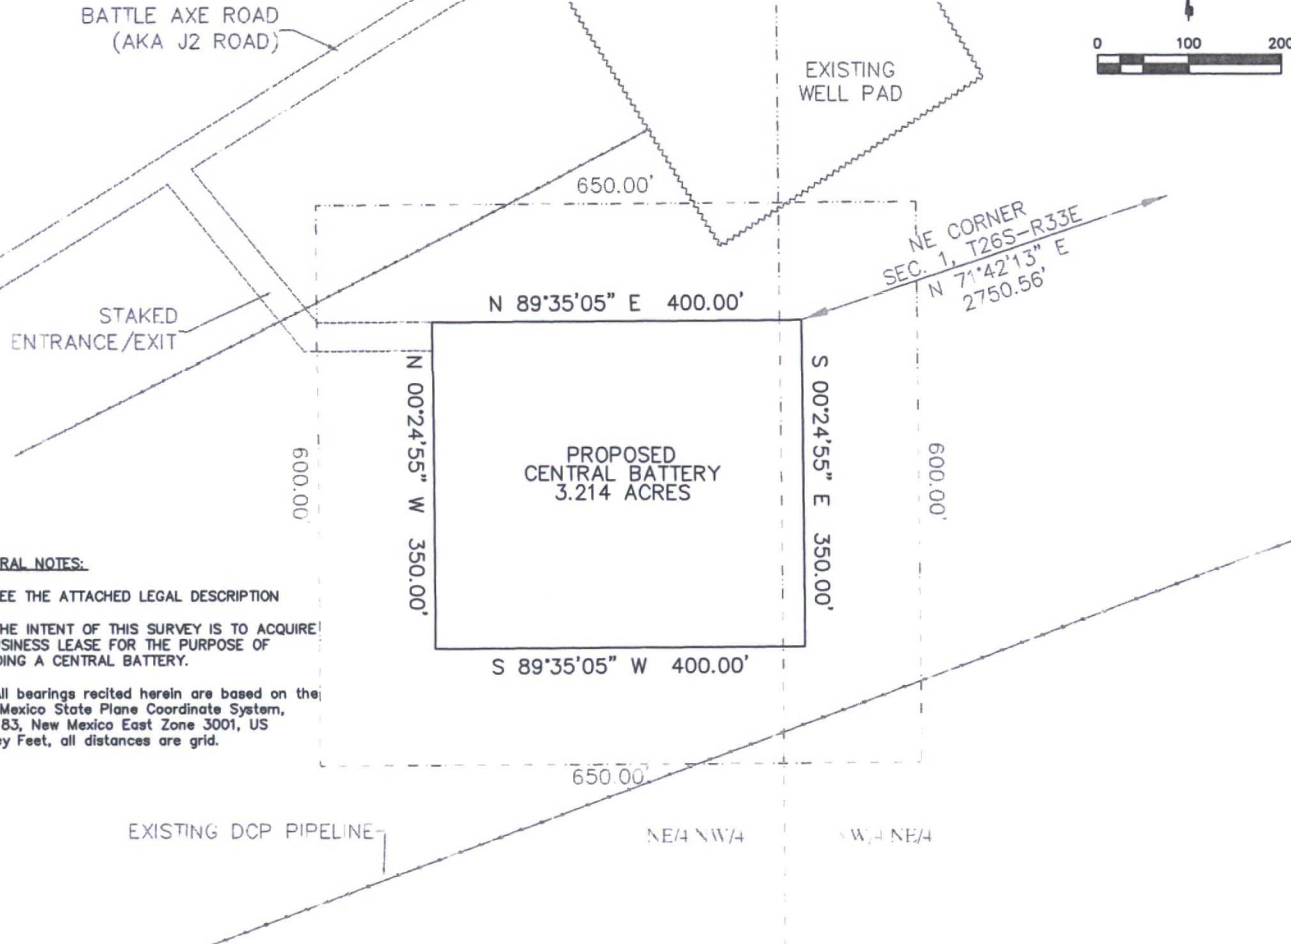 BATTLE AXE ROAD
(AKA J2 ROAD)
0 100 200
EXISTING
WELL PAD
650.00'
NE CORNER
SEC. 1, T26S-R33E
N 71°42'13" E
2750.56'
STAKED
ENTRANCE/EXIT
N 89°35'05" E 400.00'
N 00°24'55" W 350.00'
S 00°24'55" E 350.00'
PROPOSED
CENTRAL BATTERY
3.214 ACRES
600.00'
600.00'
S 89°35'05" W 400.00'
RAL NOTES:
EE THE ATTACHED LEGAL DESCRIPTION
HE INTENT OF THIS SURVEY IS TO ACQUIRE
SINESS LEASE FOR THE PURPOSE OF
DING A CENTRAL BATTERY.
ll bearings recited herein are based on the
Mexico State Plane Coordinate System,
83, New Mexico East Zone 3001, US
ey Feet, all distances are grid.
650.00'
EXISTING DCP PIPELINE
NE/4 NW/4
NW/4 NE/4